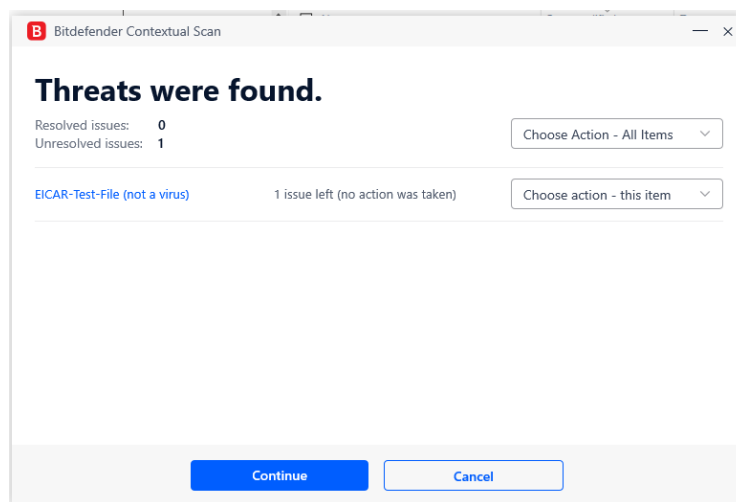 Bitdefender Contextual Scan
Threats were found.
Resolved issues: 0
Unresolved issues: 1
Choose Action - All Items
EICAR-Test-File (not a virus) 1 issue left (no action was taken) Choose action - this item
Continue Cancel